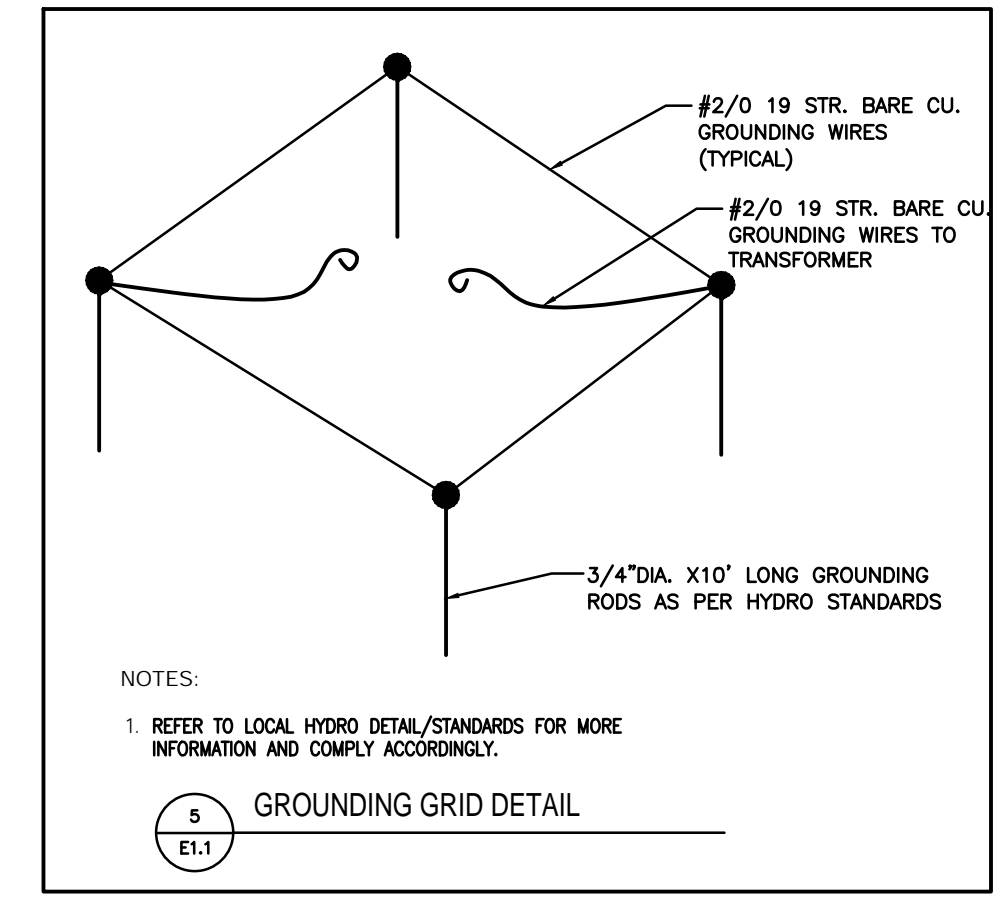 #2/0 19 STR. BARE CU.
GROUNDING WIRES
(TYPICAL)
#2/0 19 STR. BARE CU.
GROUNDING WIRES TO
TRANSFORMER
3/4"DIA. X10' LONG GROUNDING
RODS AS PER HYDRO STANDARDS
NOTES:
1. REFER TO LOCAL HYDRO DETAIL/STANDARDS FOR MORE
INFORMATION AND COMPLY ACCORDINGLY.
5
E1.1
GROUNDING GRID DETAIL